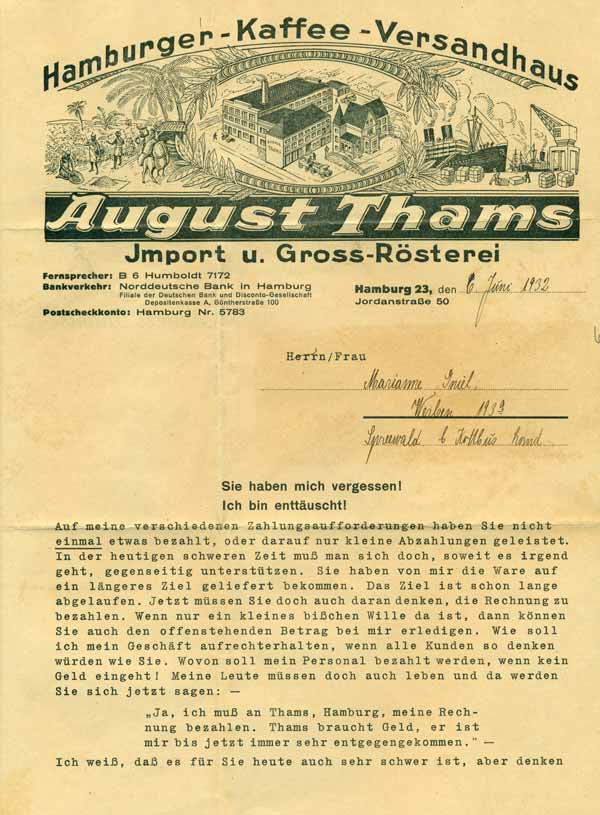 Hamburger-Kaffee-Versandhaus
August Thams
Jmport u. Gross-Rösterei
Fernsprecher: B 6 Humboldt 7172
Bankverkehr: Norddeutsche Bank in Hamburg
Filiale der Deutschen Bank und Disconto-Gesellschaft
Depositenkasse A, Güntherstraße 100
Postscheckkonto: Hamburg Nr. 5783
Hamburg 23, den 6. Juni 1932
Jordanstraße 50
Herrn/Frau
Marianne
Werben
Spreewald b
Sie haben mich vergessen!
Ich bin enttäuscht!
Auf meine verschiedenen Zahlungsaufforderungen haben Sie nicht
einmal etwas bezahlt, oder darauf nur kleine Abzahlungen geleistet.
In der heutigen schweren Zeit muß man sich doch, soweit es irgend
geht, gegenseitig unterstützen. Sie haben von mir die Ware auf
ein längeres Ziel geliefert bekommen. Das Ziel ist schon lange
abgelaufen. Jetzt müssen Sie doch auch daran denken, die Rechnung zu
bezahlen. Wenn nur ein kleines bißchen Wille da ist, dann können
Sie auch den offenstehenden Betrag bei mir erledigen. Wie soll
ich mein Geschäft aufrechterhalten, wenn alle Kunden so denken
würden wie Sie. Wovon soll mein Personal bezahlt werden, wenn kein
Geld eingeht! Meine Leute müssen doch auch leben und da werden
Sie sich jetzt sagen: —
„Ja, ich muß an Thams, Hamburg, meine Rech-
nung bezahlen. Thams braucht Geld, er ist
mir bis jetzt immer sehr entgegengekommen." —
Ich weiß, daß es für Sie heute auch sehr schwer ist, aber denken